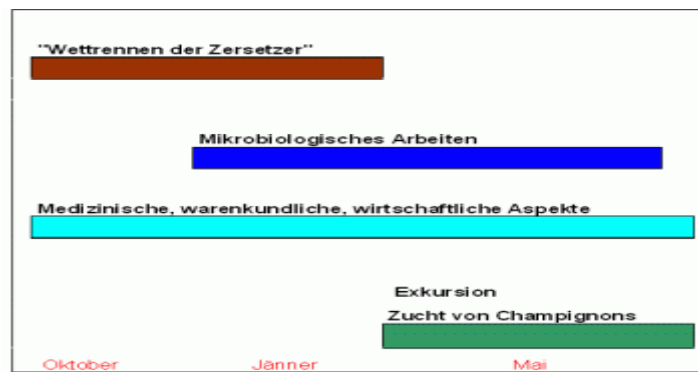 "Wettrennen der Zersetzer"
Mikrobiologisches Arbeiten
Medizinische, warenkundliche, wirtschaftliche Aspekte
Exkursion
Zucht von Champignons
Oktober Jänner Mai